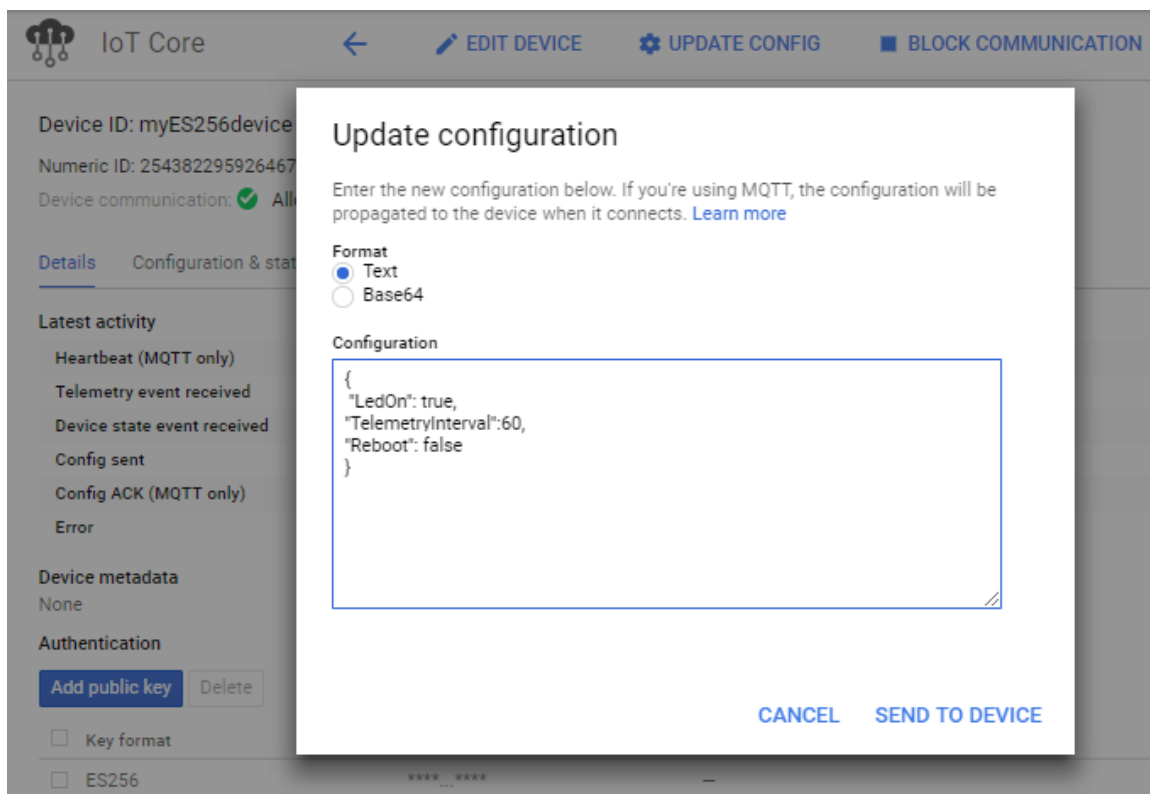 IoT Core
EDIT DEVICE
UPDATE CONFIG
BLOCK COMMUNICATION
Device ID: myES256device
Numeric ID: 254382295926467
Device communication:
Details
Latest activity
Heartbeat (MQTT only)
Telemetry event received
Device state event received
Config sent
Config ACK (MQTT only)
Error
Device metadata
None
Authentication
Add public key
Delete
Key format
ES256
****...****
—
Configuration &
Update configuration
Enter the new configuration below. If you're using MQTT, the configuration will be
propagated to the device when it connects. Learn more
Format
Text
Base64
Configuration
{
"LedOn": true,
"TelemetryInterval":60,
"Reboot": false
}
CANCEL
SEND TO DEVICE